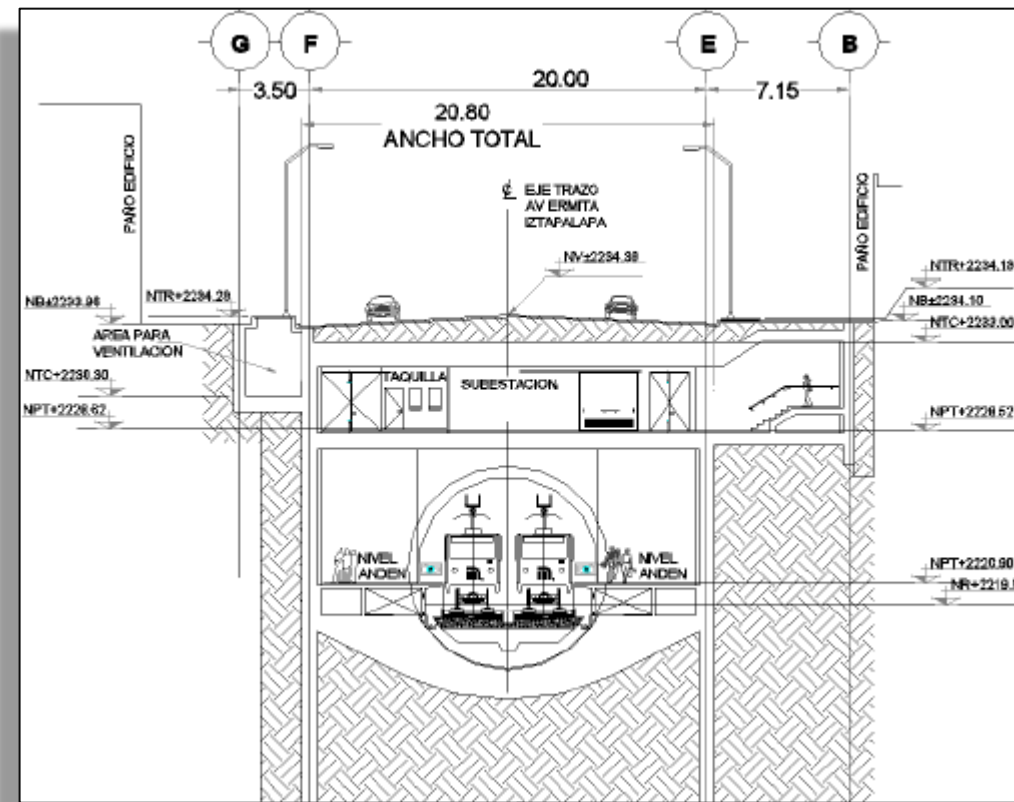 G F E B
3.50 20.00 7.15
20.80
ANCHO TOTAL
PAÑO EDIFICIO
EJE TRAZO
AV ERMITA
IZTAPALAPA
PAÑO EDIFICIO
NV±2234.38
NTR+2234.18
NTR+2234.28
NB±2233.96
NB±2234.10
AREA PARA
VENTILACION
NTC+2233.00
NTC+2230.30
TAQUILLA
SUBESTACION
NPT+2228.62
NPT+2228.52
NIVEL
ANDEN
NIVEL
ANDEN
NPT+2220.90
NR+2219.